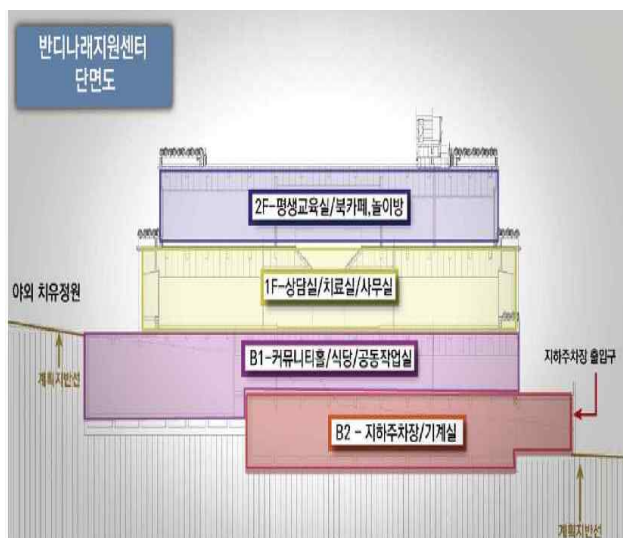 반디나래지원센터
단면도
2F-평생교육실/북카페,놀이방
1F-상담실/치료실/사무실
야외 치유정원
B1-커뮤니티홀/식당/공동작업실
지하주차장 출입구
계획지반선
B2 - 지하주차장/기계실
계획지반선